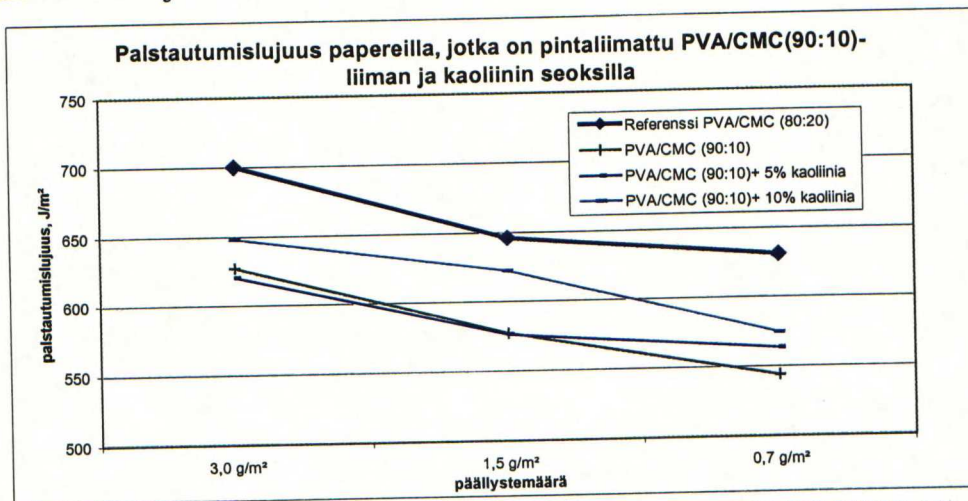 Palstautumislujuus papereilla, jotka on pintaliimattu PVA/CMC(90:10)-
liiman ja kaoliinin seoksilla
750
700
650
600
550
500
palstautumislujuus, J/m²
Referenssi PVA/CMC (80:20)
PVA/CMC (90:10)
PVA/CMC (90:10)+ 5% kaoliinia
PVA/CMC (90:10)+ 10% kaoliinia
3,0 g/m²
1,5 g/m²
0,7 g/m²
päällystemäärä